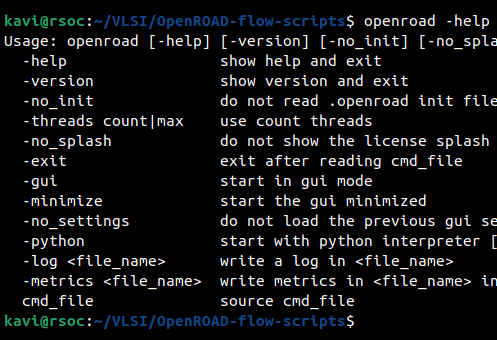 kavi@rsoc:~/VLSI/OpenROAD-flow-scripts$ openroad -help
Usage: openroad [-help] [-version] [-no_init] [-no_spla
-help show help and exit
-version show version and exit
-no_init do not read .openroad init file
-threads count|max use count threads
-no_splash do not show the license splash
-exit exit after reading cmd_file
-gui start in gui mode
-minimize start the gui minimized
-no_settings do not load the previous gui se
-python start with python interpreter [
-log <file_name> write a log in <file_name>
-metrics <file_name> write metrics in <file_name> in
cmd_file source cmd_file
kavi@rsoc:~/VLSI/OpenROAD-flow-scripts$